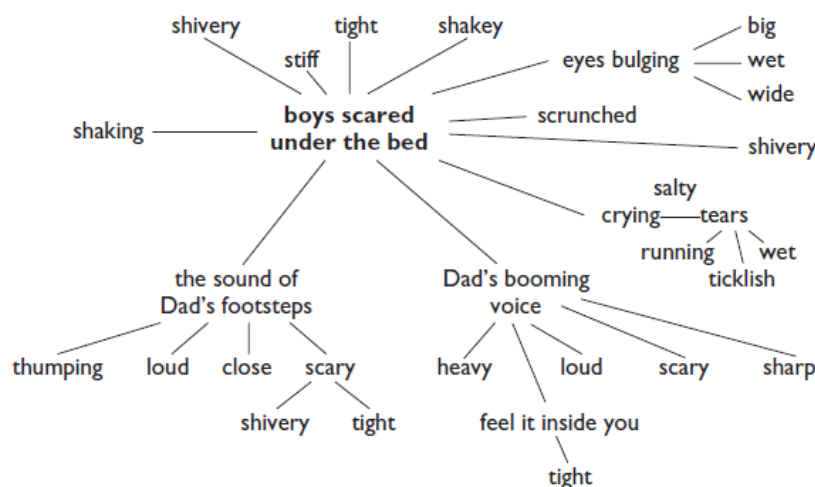 shivery tight shakey big
stiff eyes bulging wet
boys scared wide
shaking under the bed scrunched
shivery
salty
crying tears
running wet
the sound of Dad's booming ticklish
Dad's footsteps voice
thumping loud close scary heavy loud scary sharp
shivery tight feel it inside you
tight